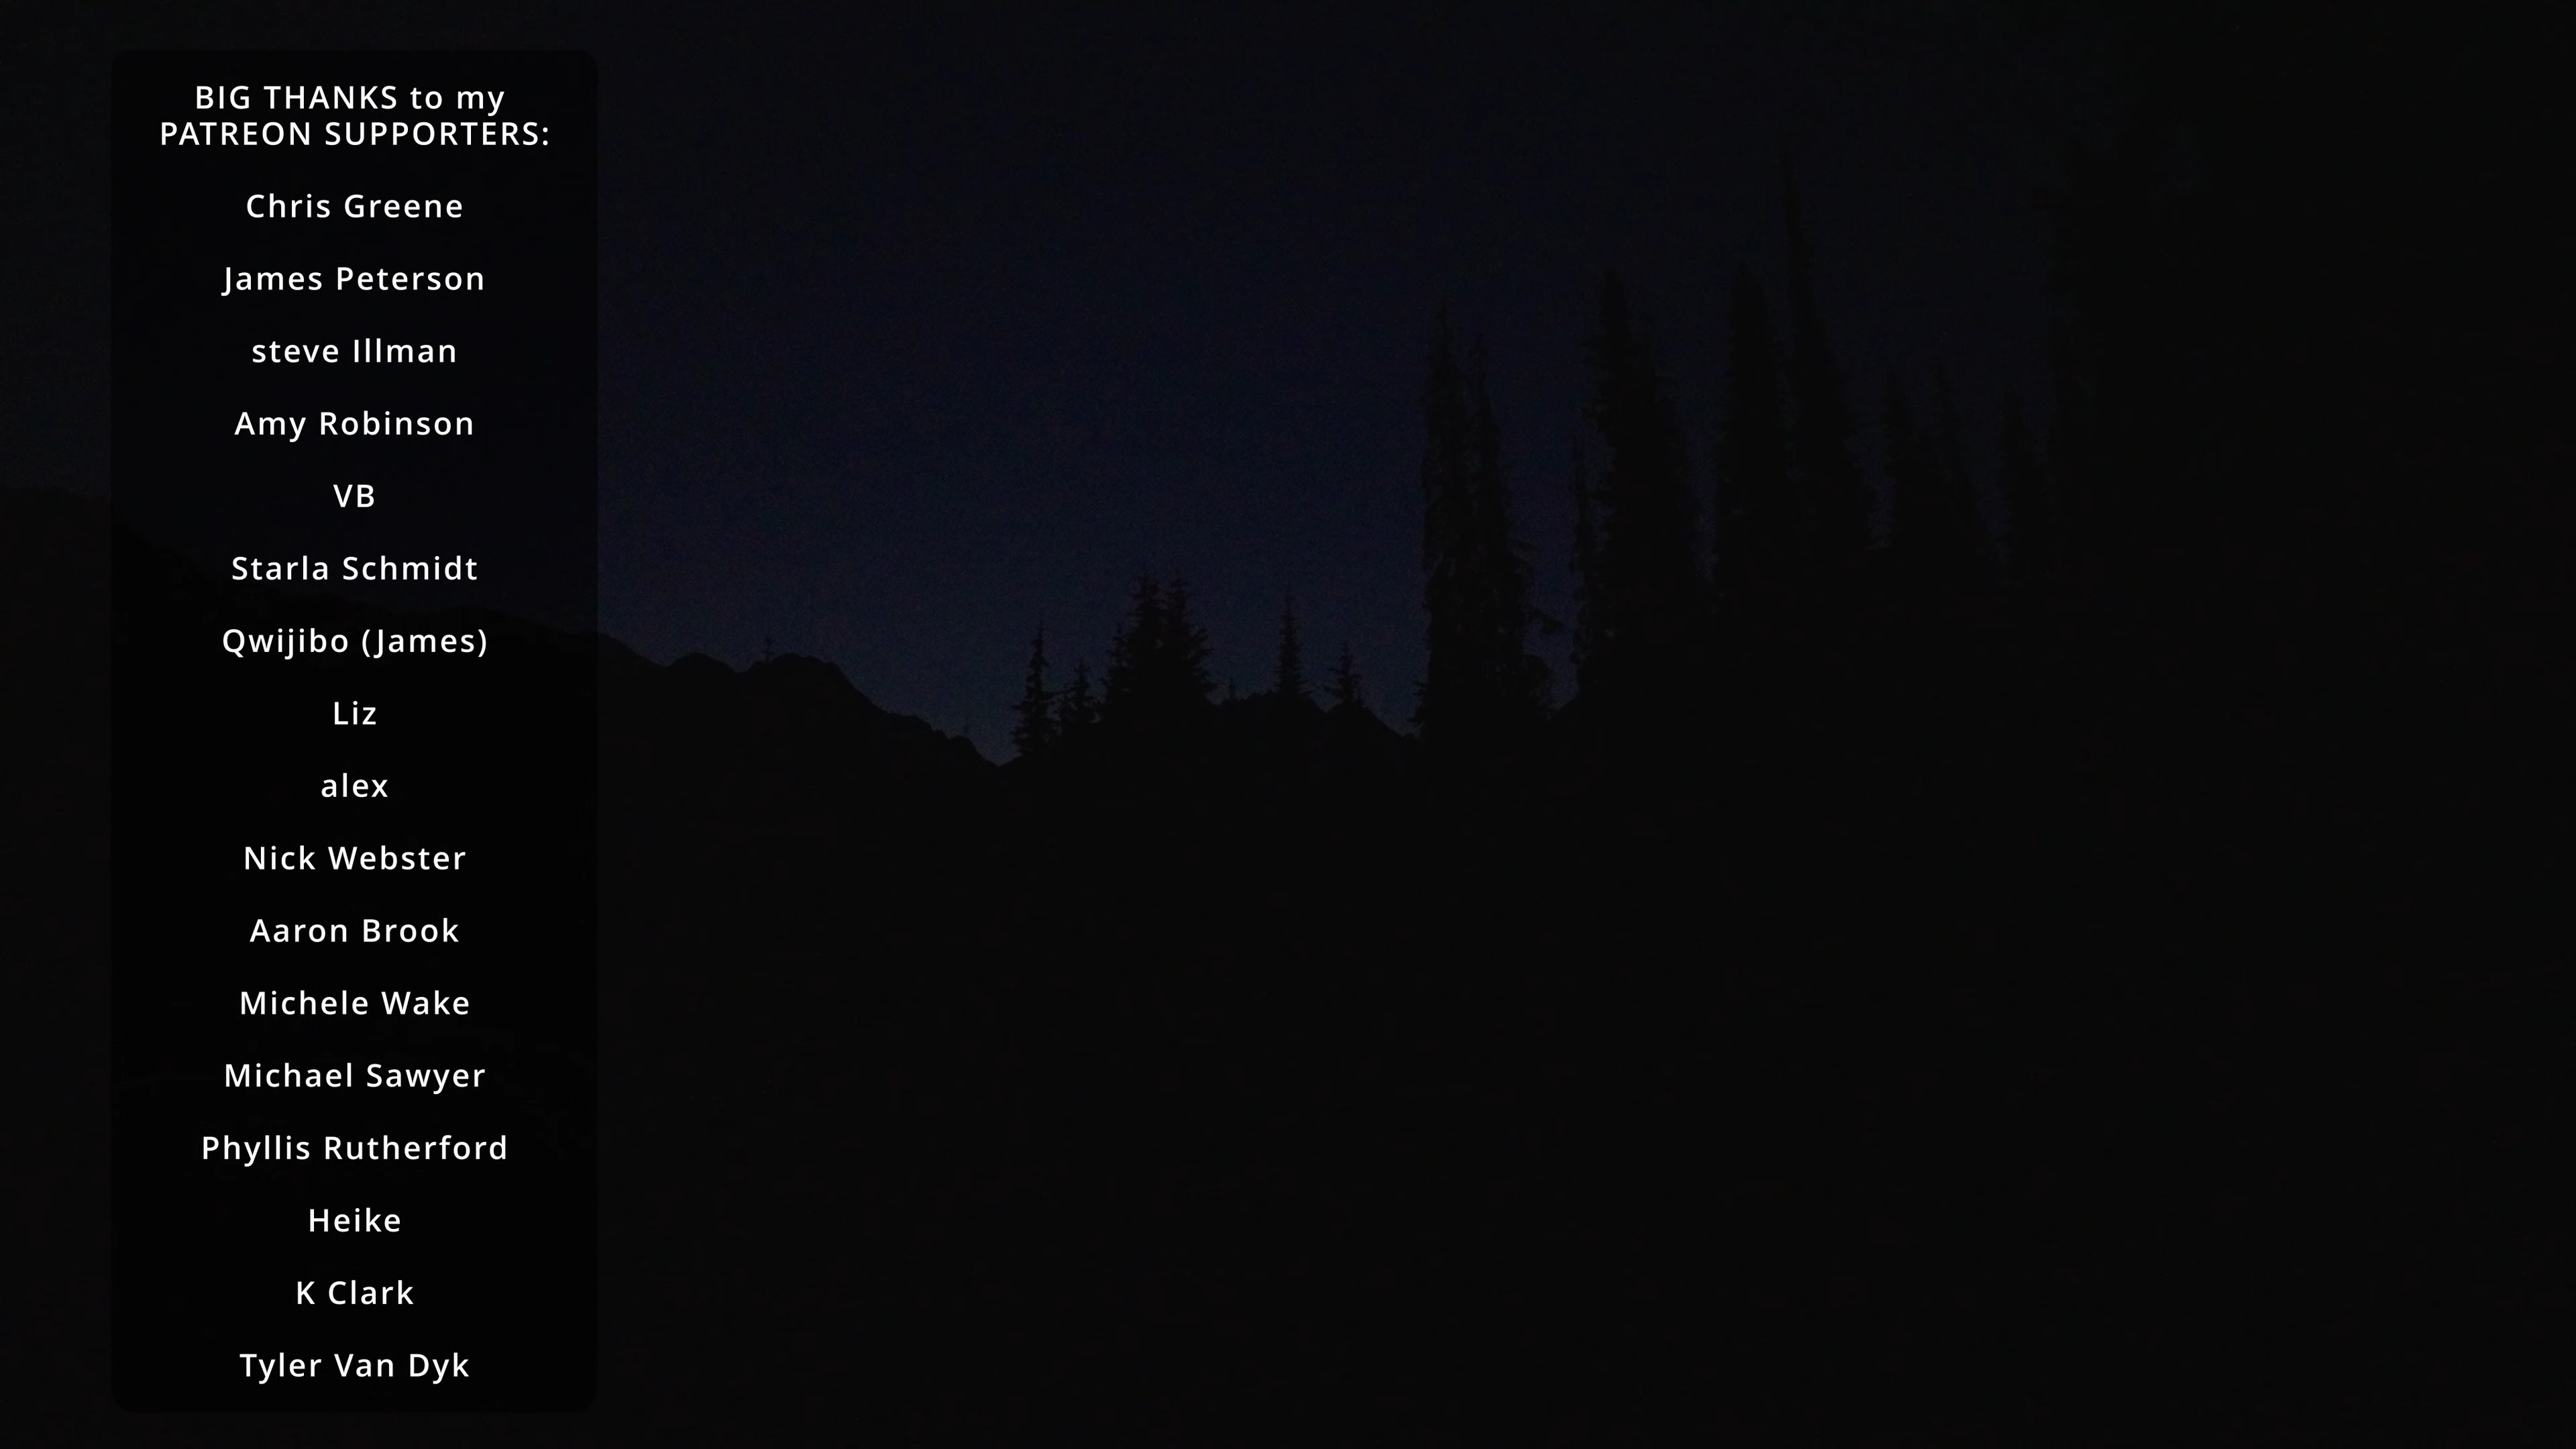 BIG THANKS to my
PATREON SUPPORTERS:
Chris Greene
James Peterson
steve Illman
Amy Robinson
VB
Starla Schmidt
Qwijibo (James)
Liz
alex
Nick Webster
Aaron Brook
Michele Wake
Michael Sawyer
Phyllis Rutherford
Heike
K Clark
Tyler Van Dyk